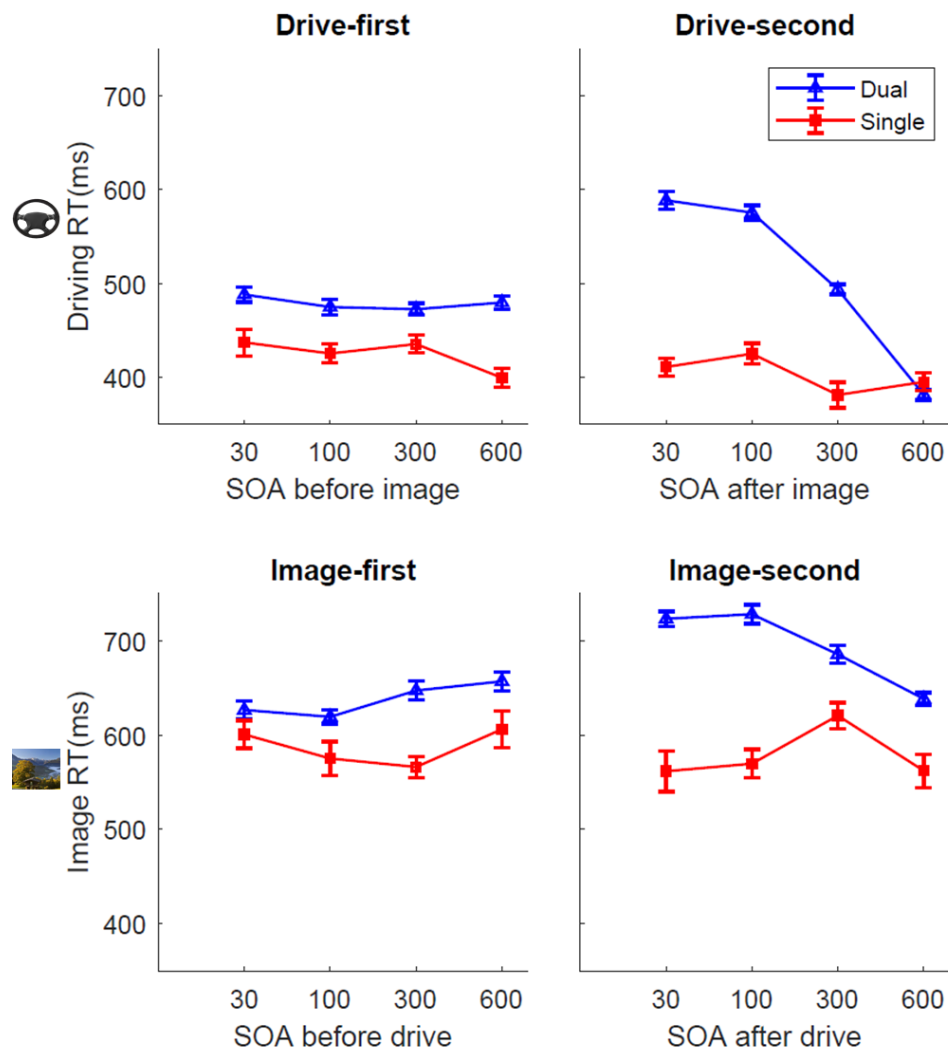 Drive-first
Drive-second
Dual
Single
Driving RT(ms)
700
600
500
400
30 100 300 600
SOA before image
30 100 300 600
SOA after image
Image-first
Image-second
Image RT(ms)
700
600
500
400
30 100 300 600
SOA before drive
30 100 300 600
SOA after drive